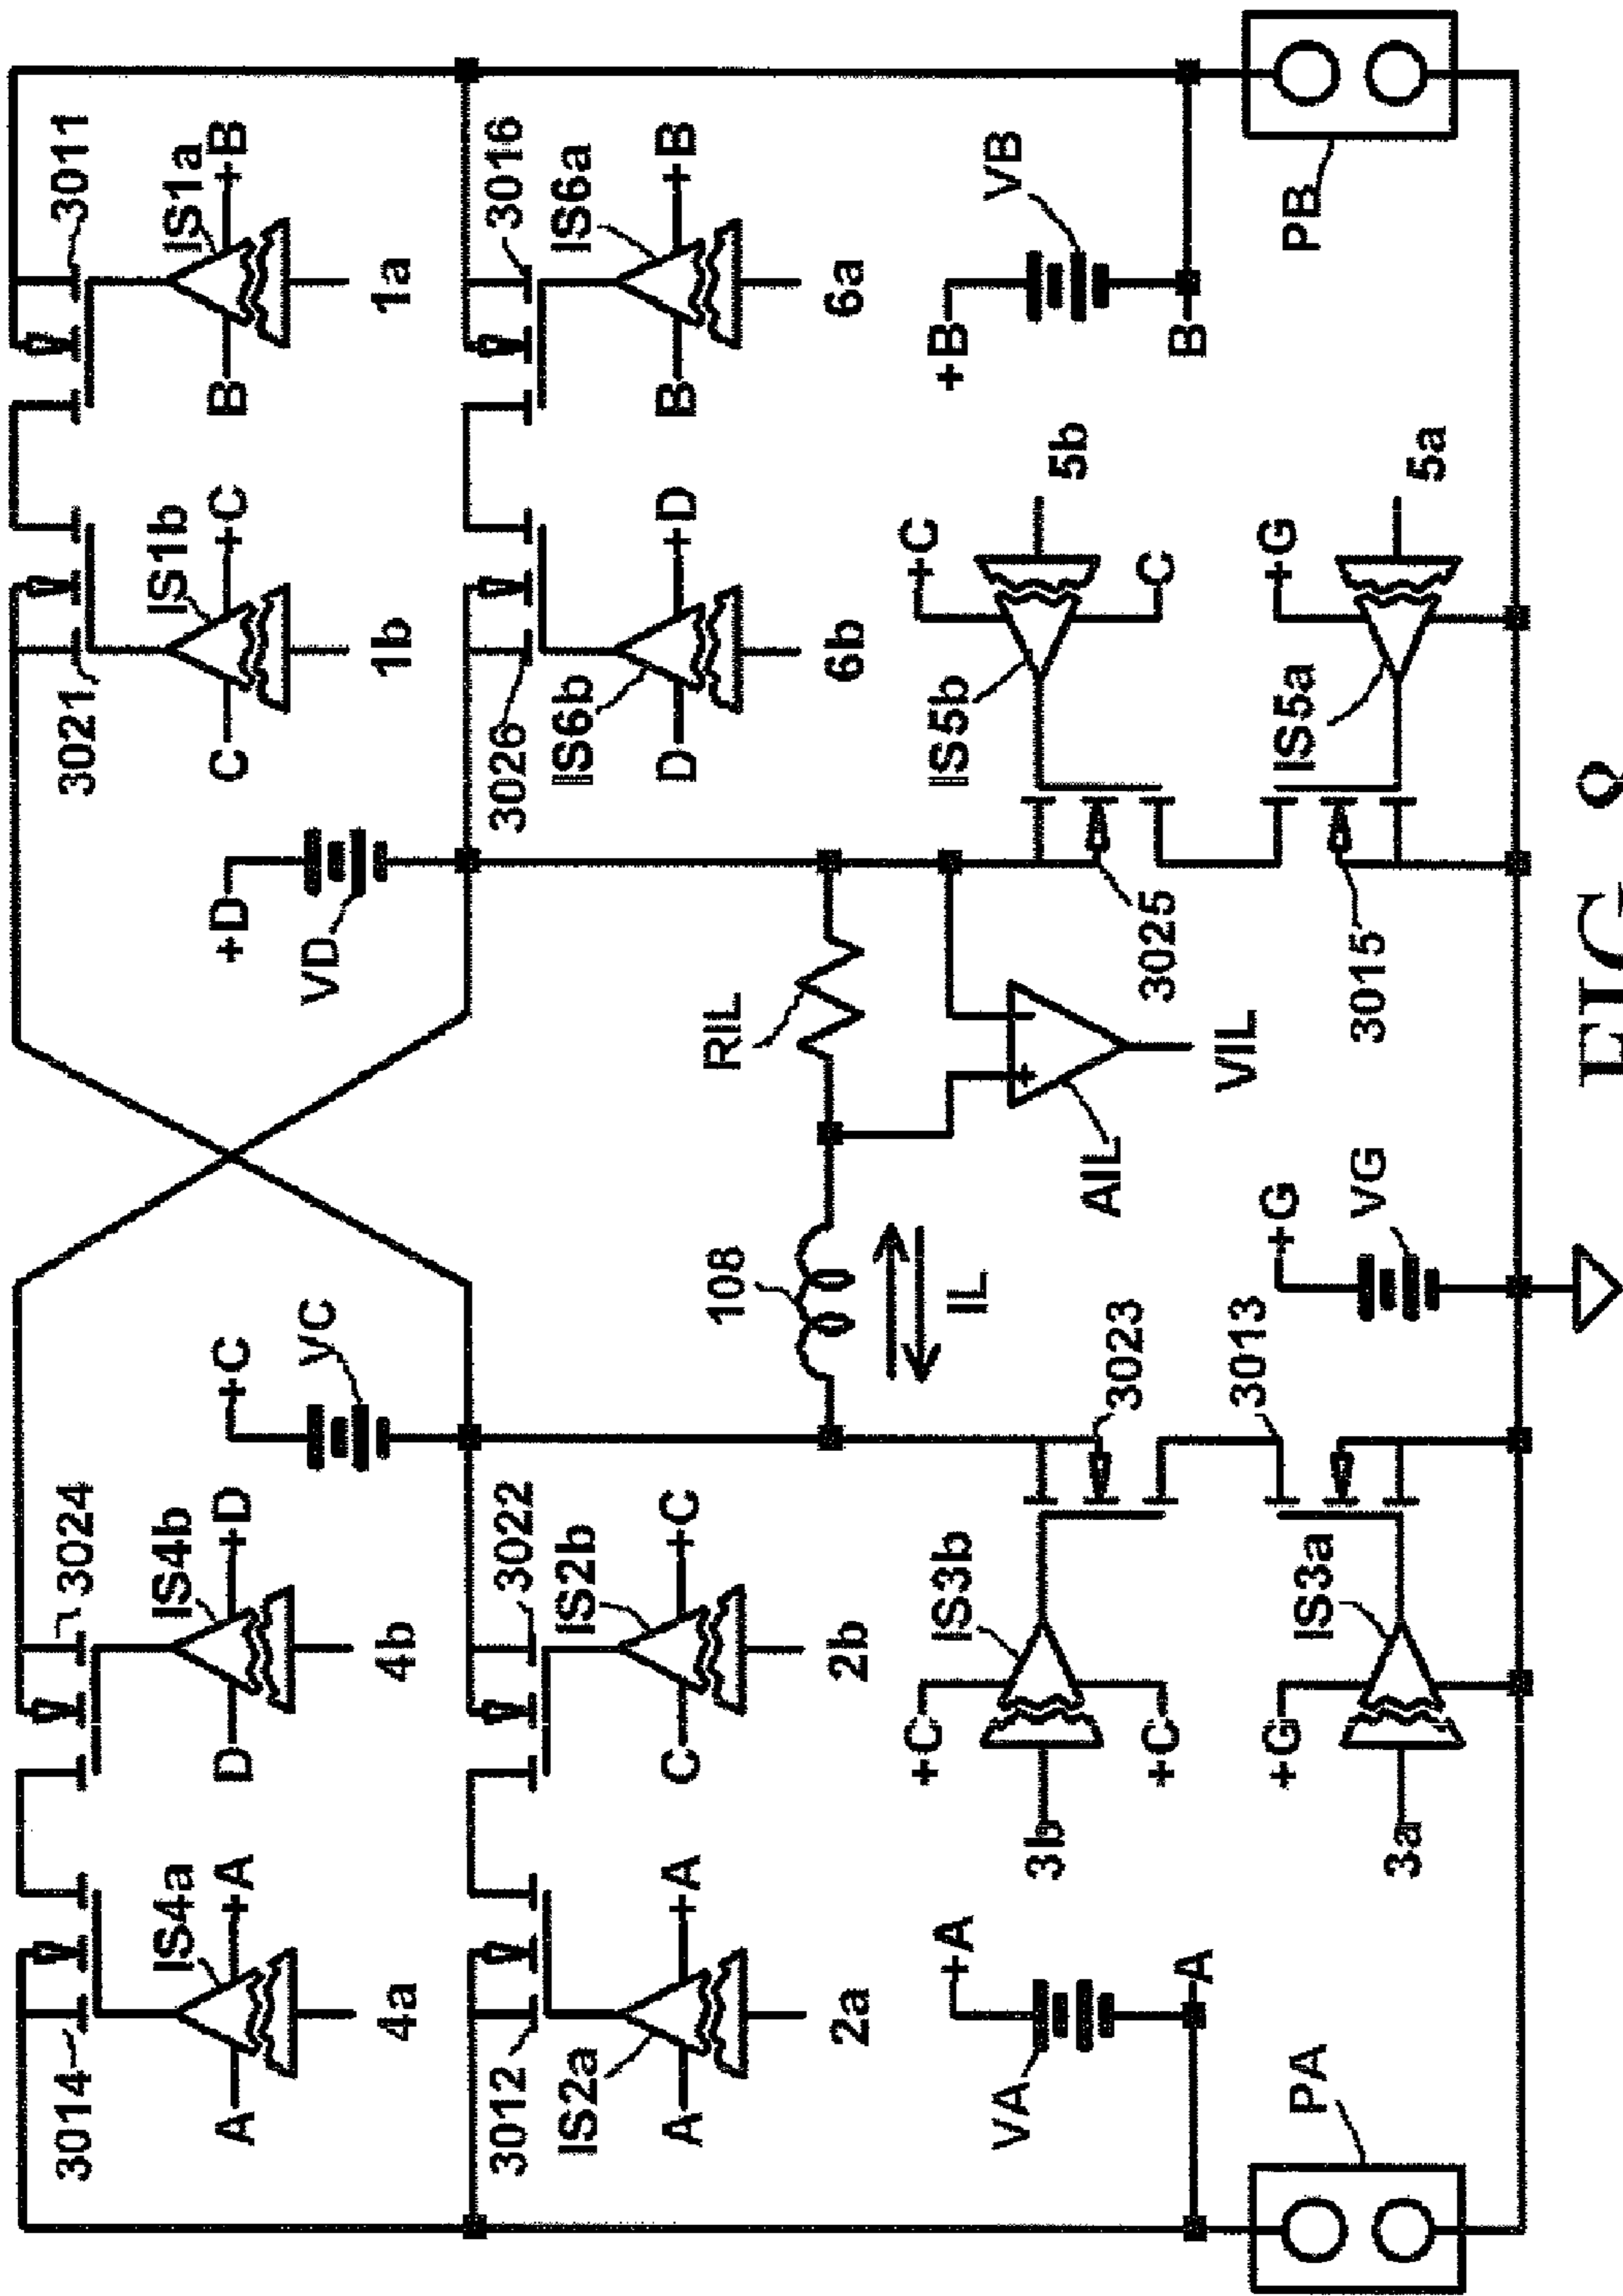 3014
3024
3021
3011
IS4a
IS4b
IS1b
IS1a
A
+A
D
+D
+C
+D
C
+C
B
+B
VC
VD
4a
4b
1b
1a
3012
3022
3026
3016
IS2a
IS2b
IS6b
IS6a
A
+A
C
+C
D
+D
B
+B
108
RIL
2a
2b
6b
6a
+A
+C
IS3b
IL
IS5b
+C
+B
VA
VB
3b
5b
3023
AIL
3025
A
+C
C
B
VIL
+G
IS3a
3013
+G
IS5a
+G
PA
VG
3015
PB
3a
5a